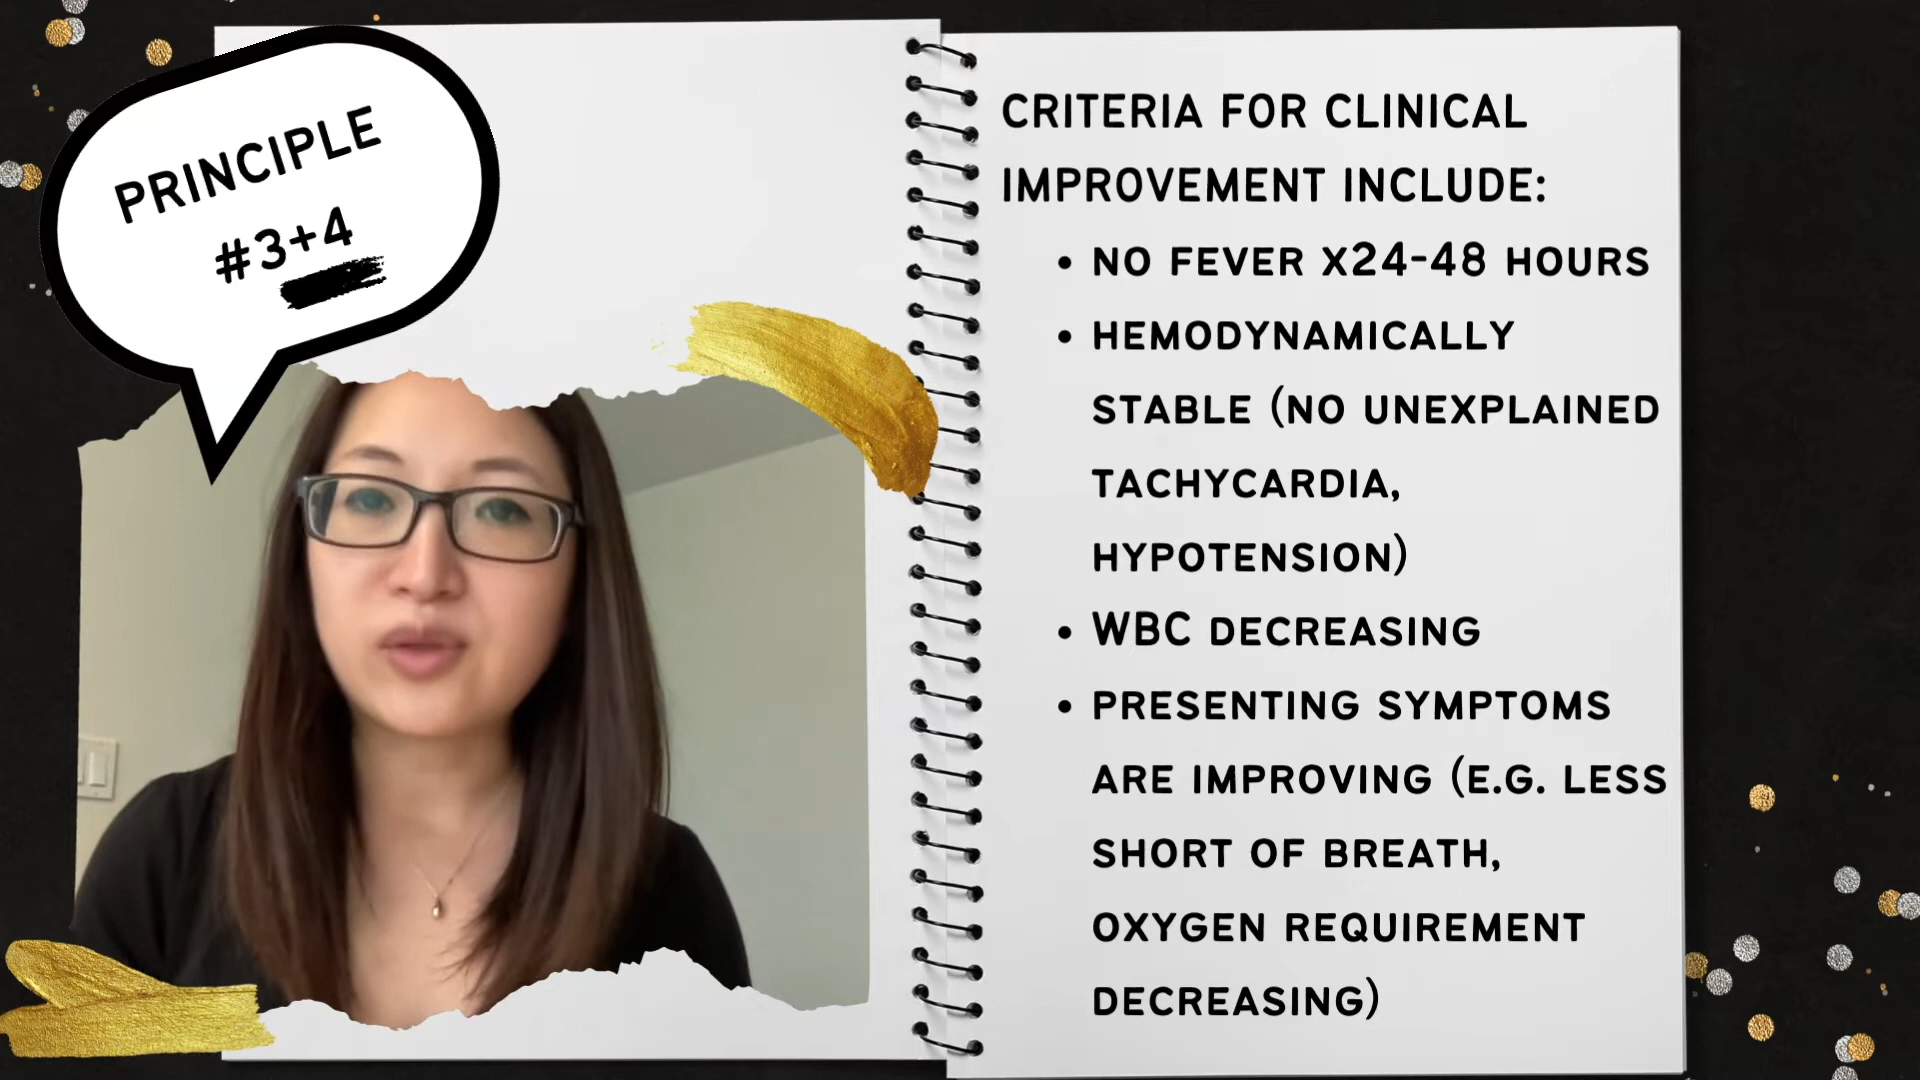 PRINCIPLE
#3+4
CRITERIA FOR CLINICAL
IMPROVEMENT INCLUDE:
• NO FEVER X24-48 HOURS
• HEMODYNAMICALLY
STABLE (NO UNEXPLAINED
TACHYCARDIA,
HYPOTENSION)
• WBC DECREASING
• PRESENTING SYMPTOMS
ARE IMPROVING (E.G. LESS
SHORT OF BREATH,
OXYGEN REQUIREMENT
DECREASING)